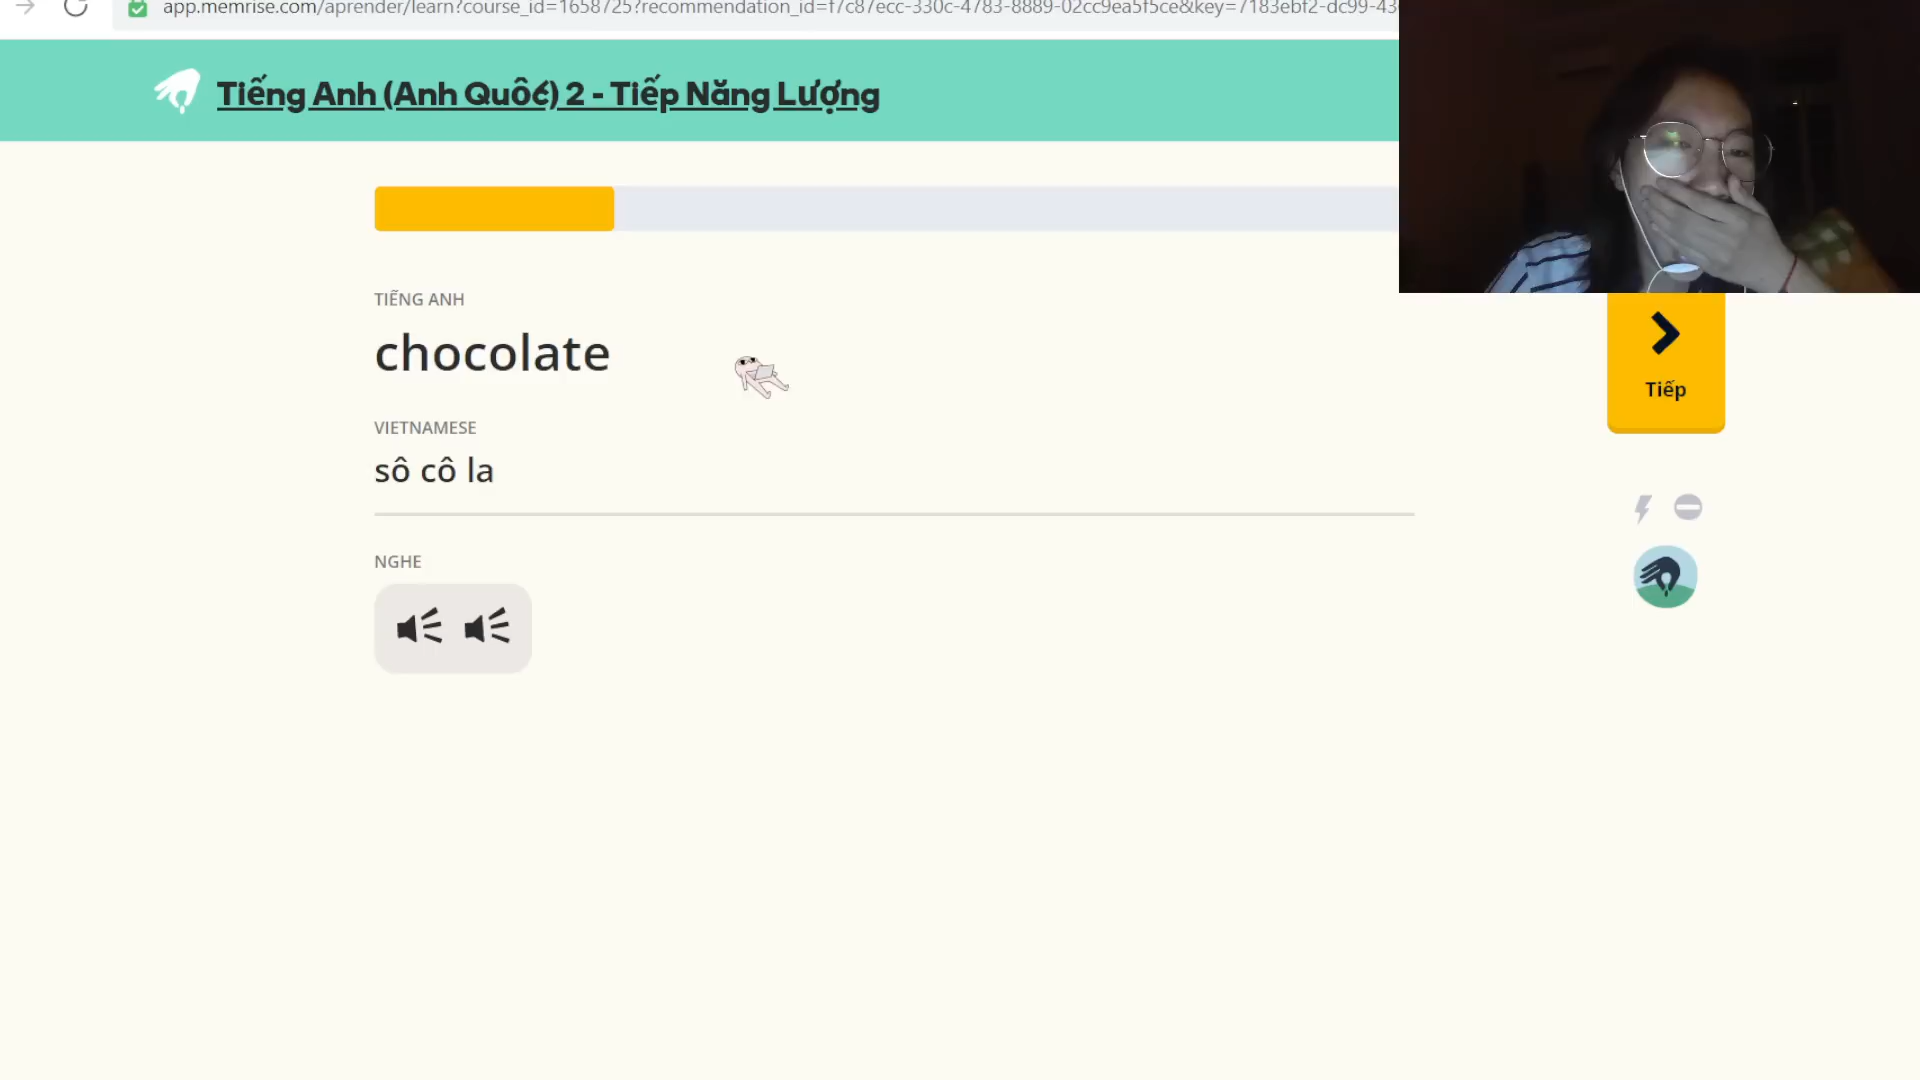 app.memrise.com/aprender/learn?course_id=1658725?recommendation_id=f7c87ecc-330c-4783-8889-02cc9ea5f5ce&key=7183ebf2-dc99-43
Tiếng Anh (Anh Quốc) 2 - Tiếp Năng Lượng
TIẾNG ANH
chocolate
VIETNAMESE
sô cô la
Tiếp
NGHE